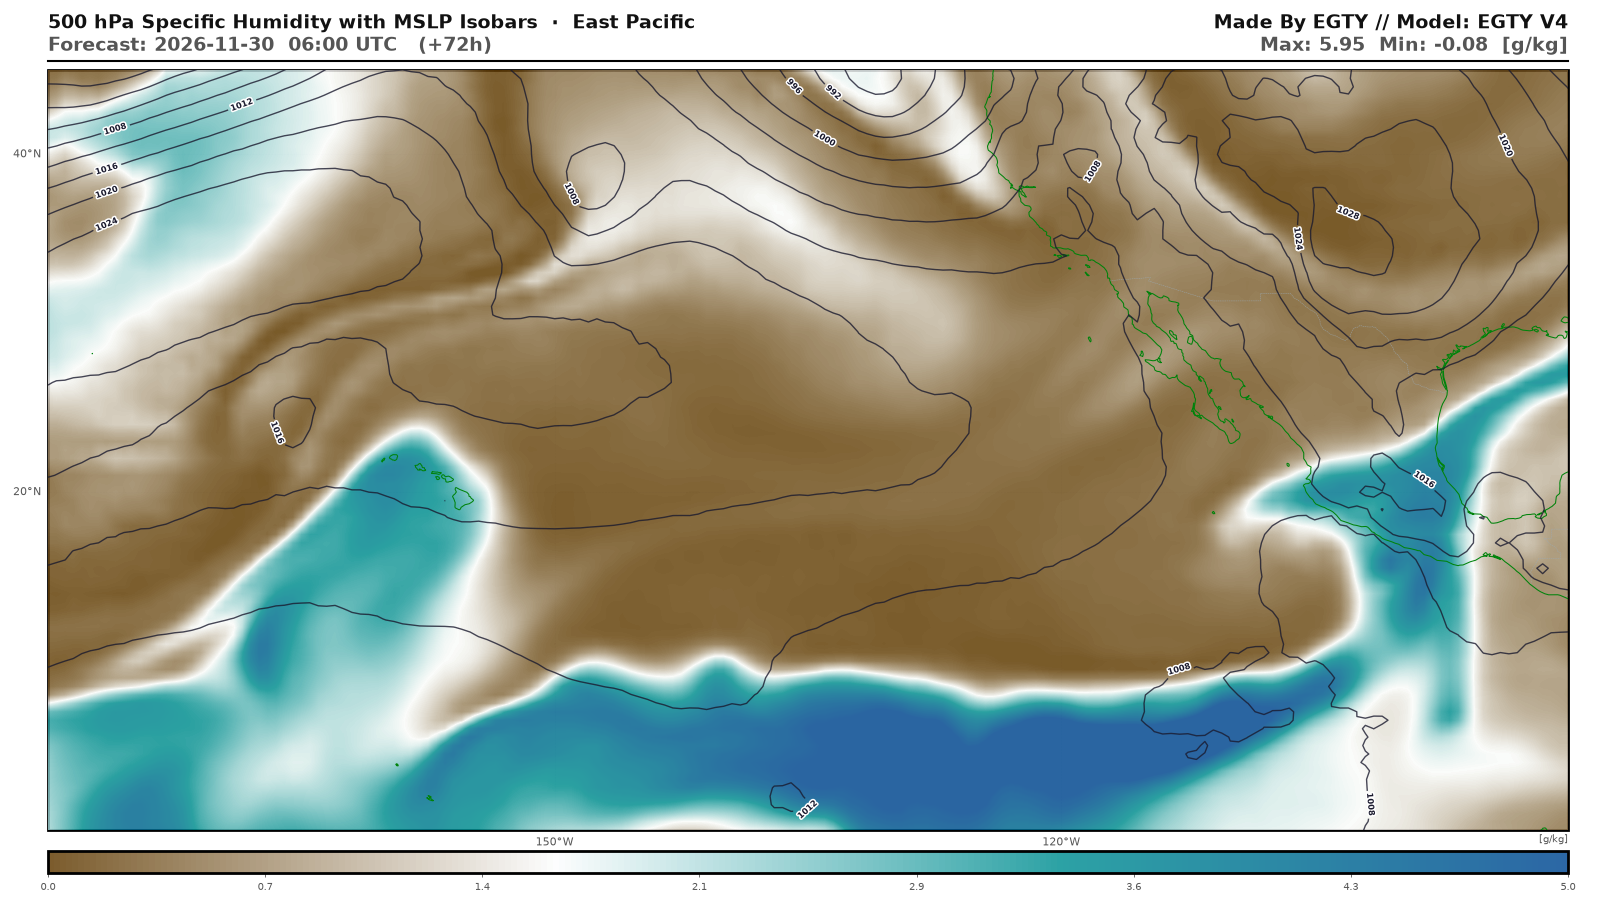 500 hPa Specific Humidity with MSLP Isobars · East Pacific
Made By EGTY // Model: EGTY V4
Forecast: 2026-11-30 06:00 UTC (+72h)
Max: 5.95 Min: -0.08 [g/kg]
996
992
1012
1008
1000
1020
40°N
1016
1008
1008
1020
1028
1024
1024
1016
1016
20°N
1008
1012
1008
150°W
120°W
[g/kg]
0.0
0.7
1.4
2.1
2.9
3.6
4.3
5.0